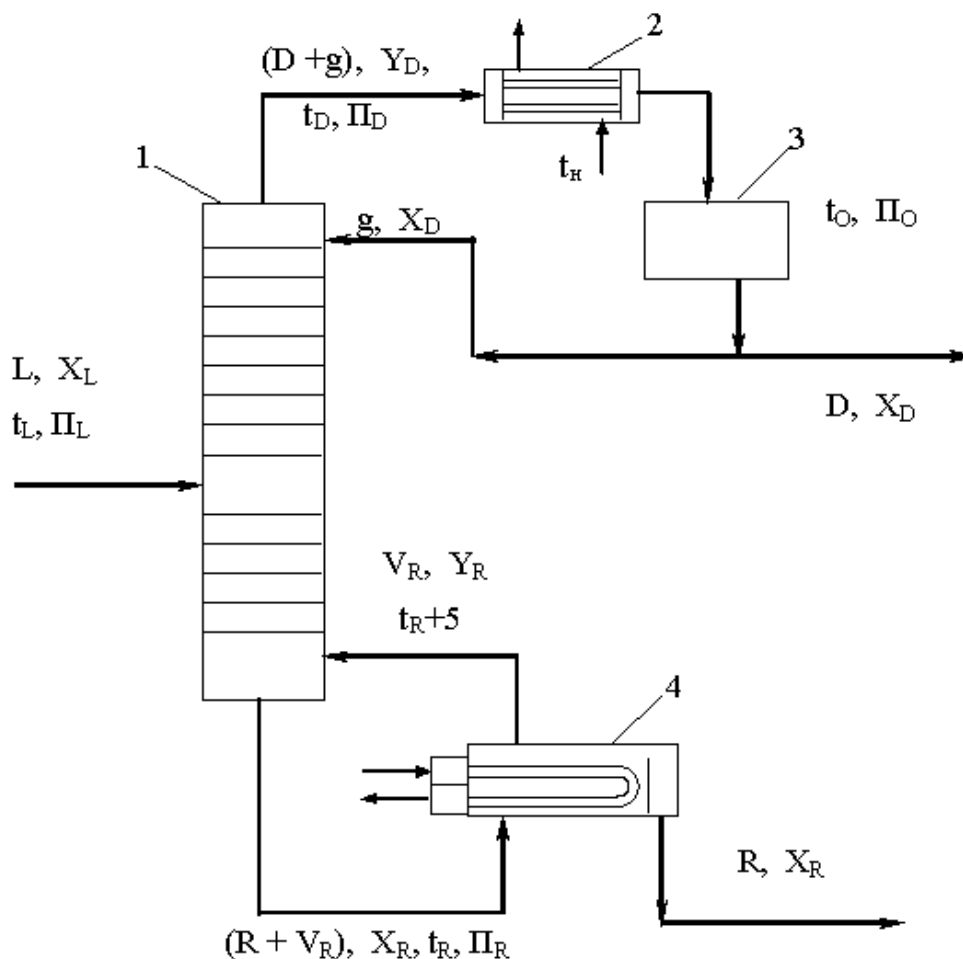 2
(D +g), Y_D,
t_D, П_D
1
3
t_н
t_O, П_O
g, X_D
L, X_L
t_L, П_L
D, X_D
V_R, Y_R
t_R+5
4
R, X_R
(R + V_R), X_R, t_R, П_R